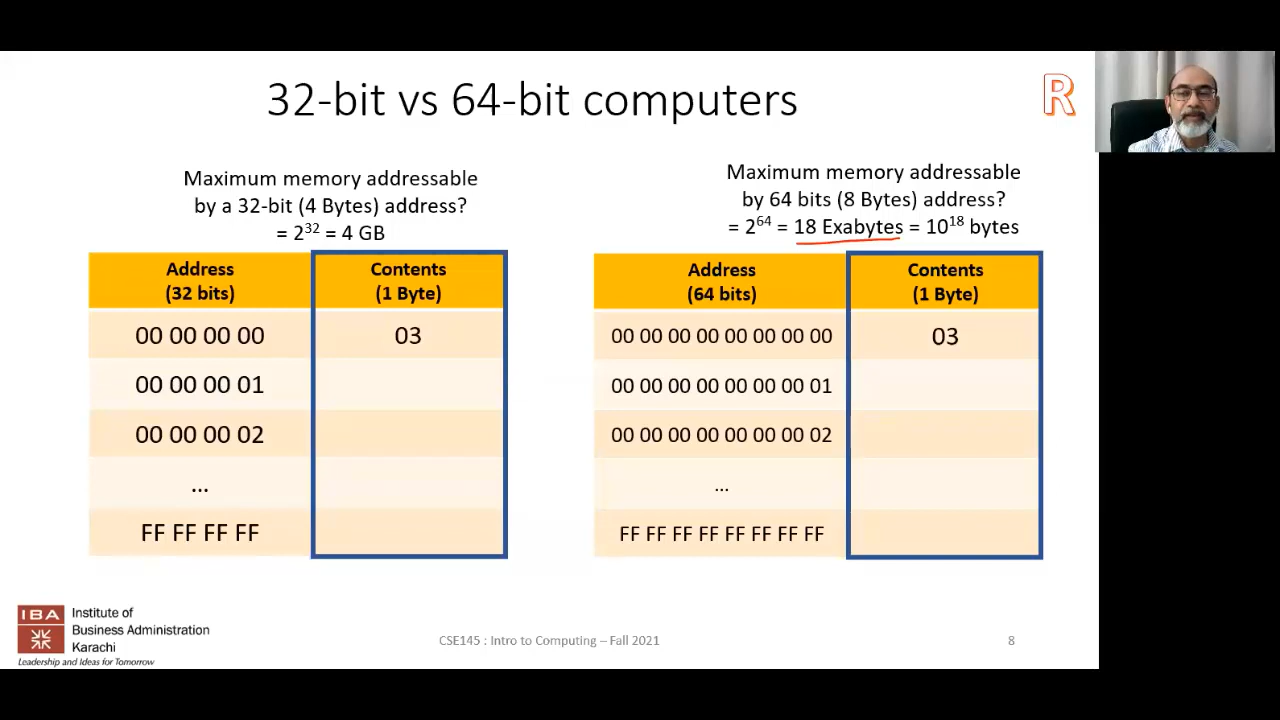 32-bit vs 64-bit computers
R
Maximum memory addressable
by a 32-bit (4 Bytes) address?
= 2³² = 4 GB
Address
(32 bits)
Contents
(1 Byte)
00 00 00 00
03
00 00 00 01
00 00 00 02
...
FF FF FF FF
Maximum memory addressable
by 64 bits (8 Bytes) address?
= 2⁶⁴ = 18 Exabytes = 10¹⁸ bytes
Address
(64 bits)
Contents
(1 Byte)
00 00 00 00 00 00 00 00
03
00 00 00 00 00 00 00 01
00 00 00 00 00 00 00 02
...
FF FF FF FF FF FF FF FF
IBA
Institute of
Business Administration
Karachi
Leadership and Ideas for Tomorrow
CSE145 : Intro to Computing – Fall 2021
8